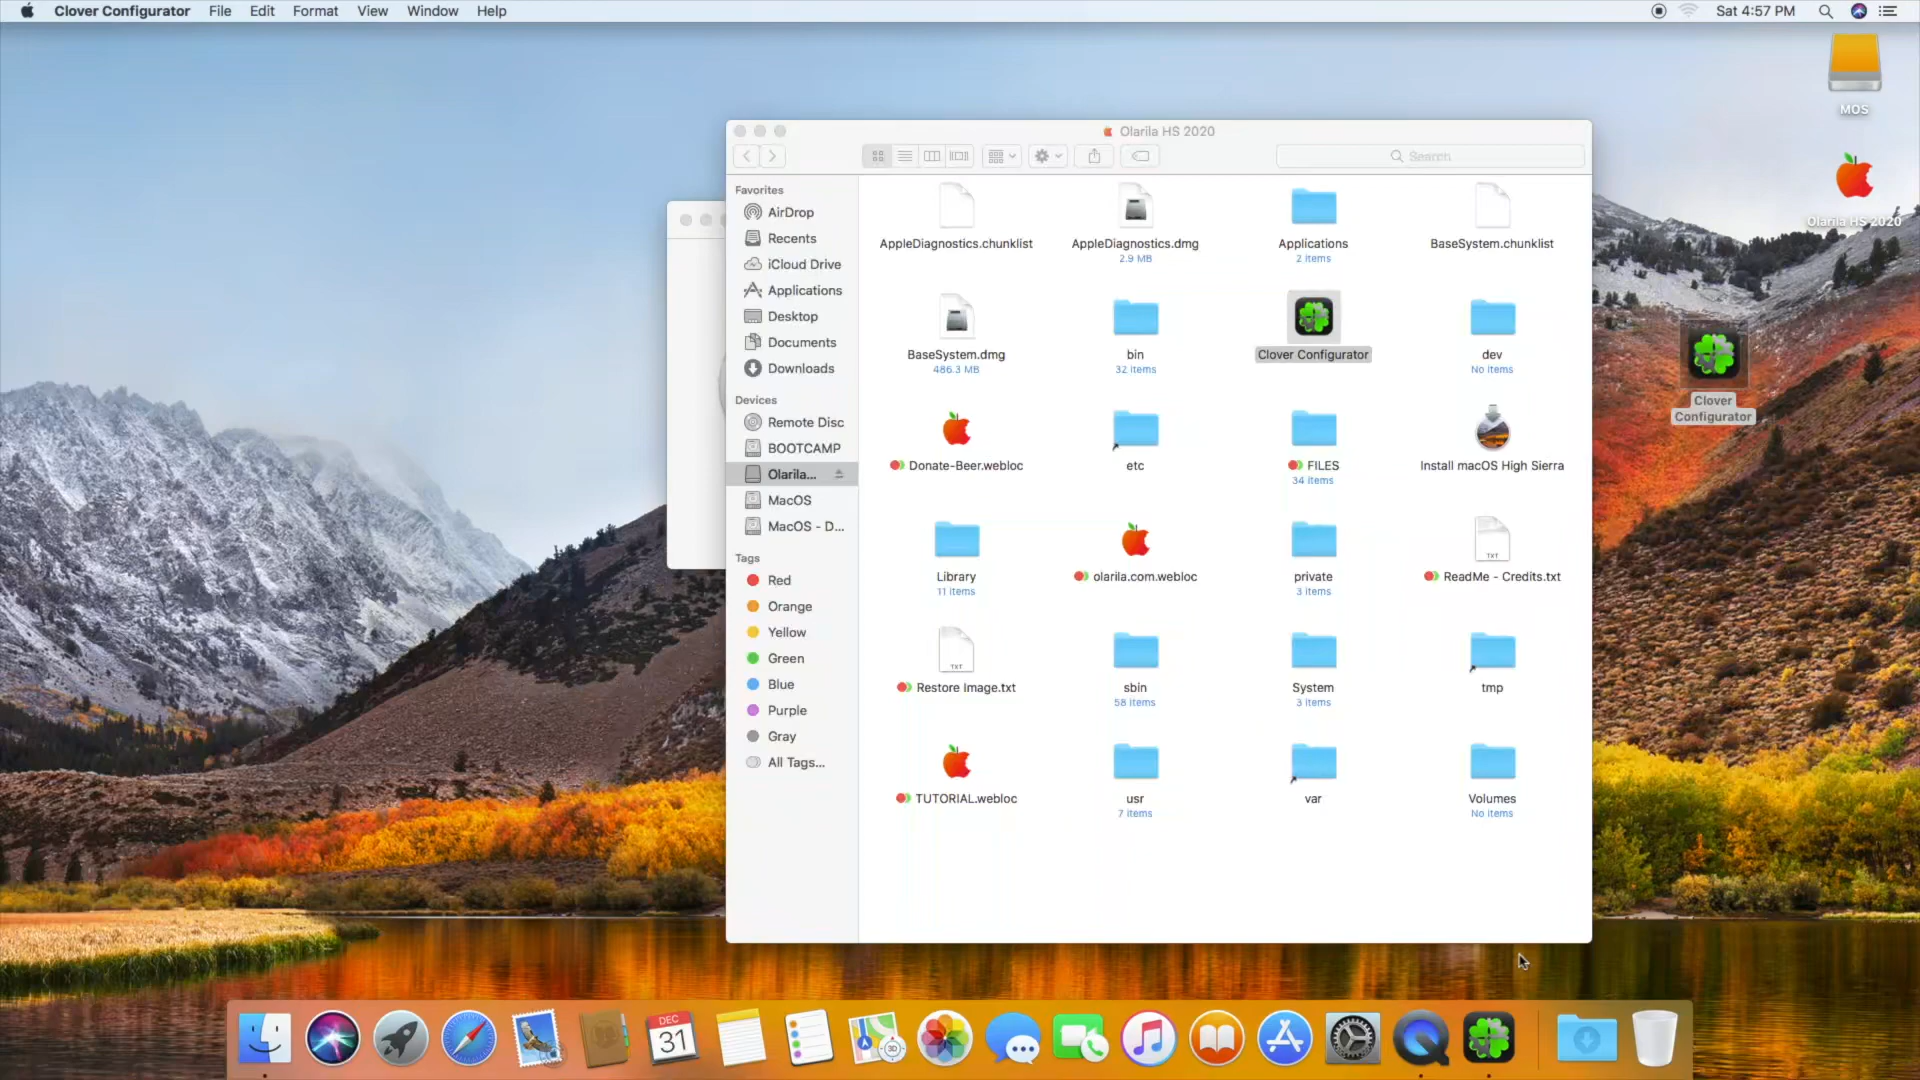 Clover Configurator File Edit Format View Window Help
Sat 4:57 PM
MOS
Olarila HS 2020
Clover
Configurator
Olarila HS 2020
Search
Favorites
AirDrop
Recents
iCloud Drive
Applications
Desktop
Documents
Downloads
Devices
Remote Disc
BOOTCAMP
Olarila...
MacOS
MacOS - D...
Tags
Red
Orange
Yellow
Green
Blue
Purple
Gray
All Tags...
AppleDiagnostics.chunklist
AppleDiagnostics.dmg
2.9 MB
Applications
2 items
BaseSystem.chunklist
BaseSystem.dmg
486.3 MB
bin
32 items
Clover Configurator
dev
No items
Donate-Beer.webloc
etc
FILES
34 items
Install macOS High Sierra
Library
11 items
olarila.com.webloc
private
3 items
TXT
ReadMe - Credits.txt
TXT
Restore Image.txt
sbin
58 items
System
3 items
tmp
TUTORIAL.webloc
usr
7 items
var
Volumes
No items
DEC
31
3D